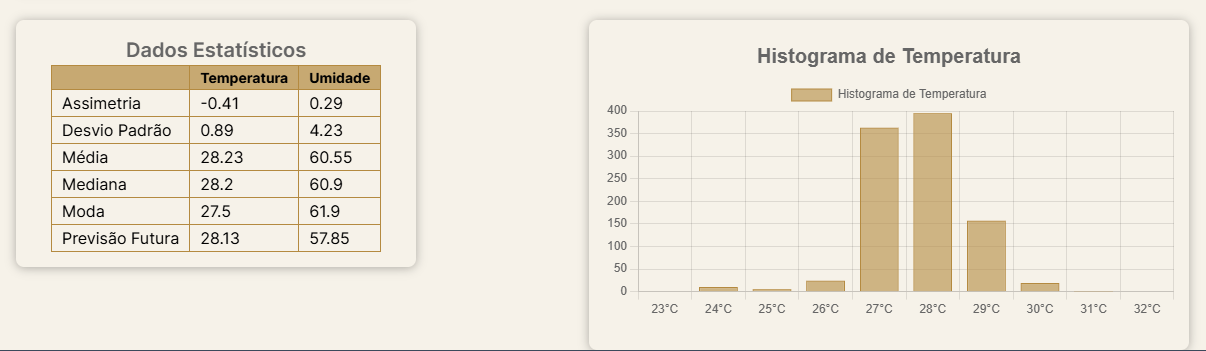 Dados Estatísticos
Temperatura Umidade
Assimetria -0.41 0.29
Desvio Padrão 0.89 4.23
Média 28.23 60.55
Mediana 28.2 60.9
Moda 27.5 61.9
Previsão Futura 28.13 57.85
Histograma de Temperatura
Histograma de Temperatura
400
350
300
250
200
150
100
50
0
23°C 24°C 25°C 26°C 27°C 28°C 29°C 30°C 31°C 32°C